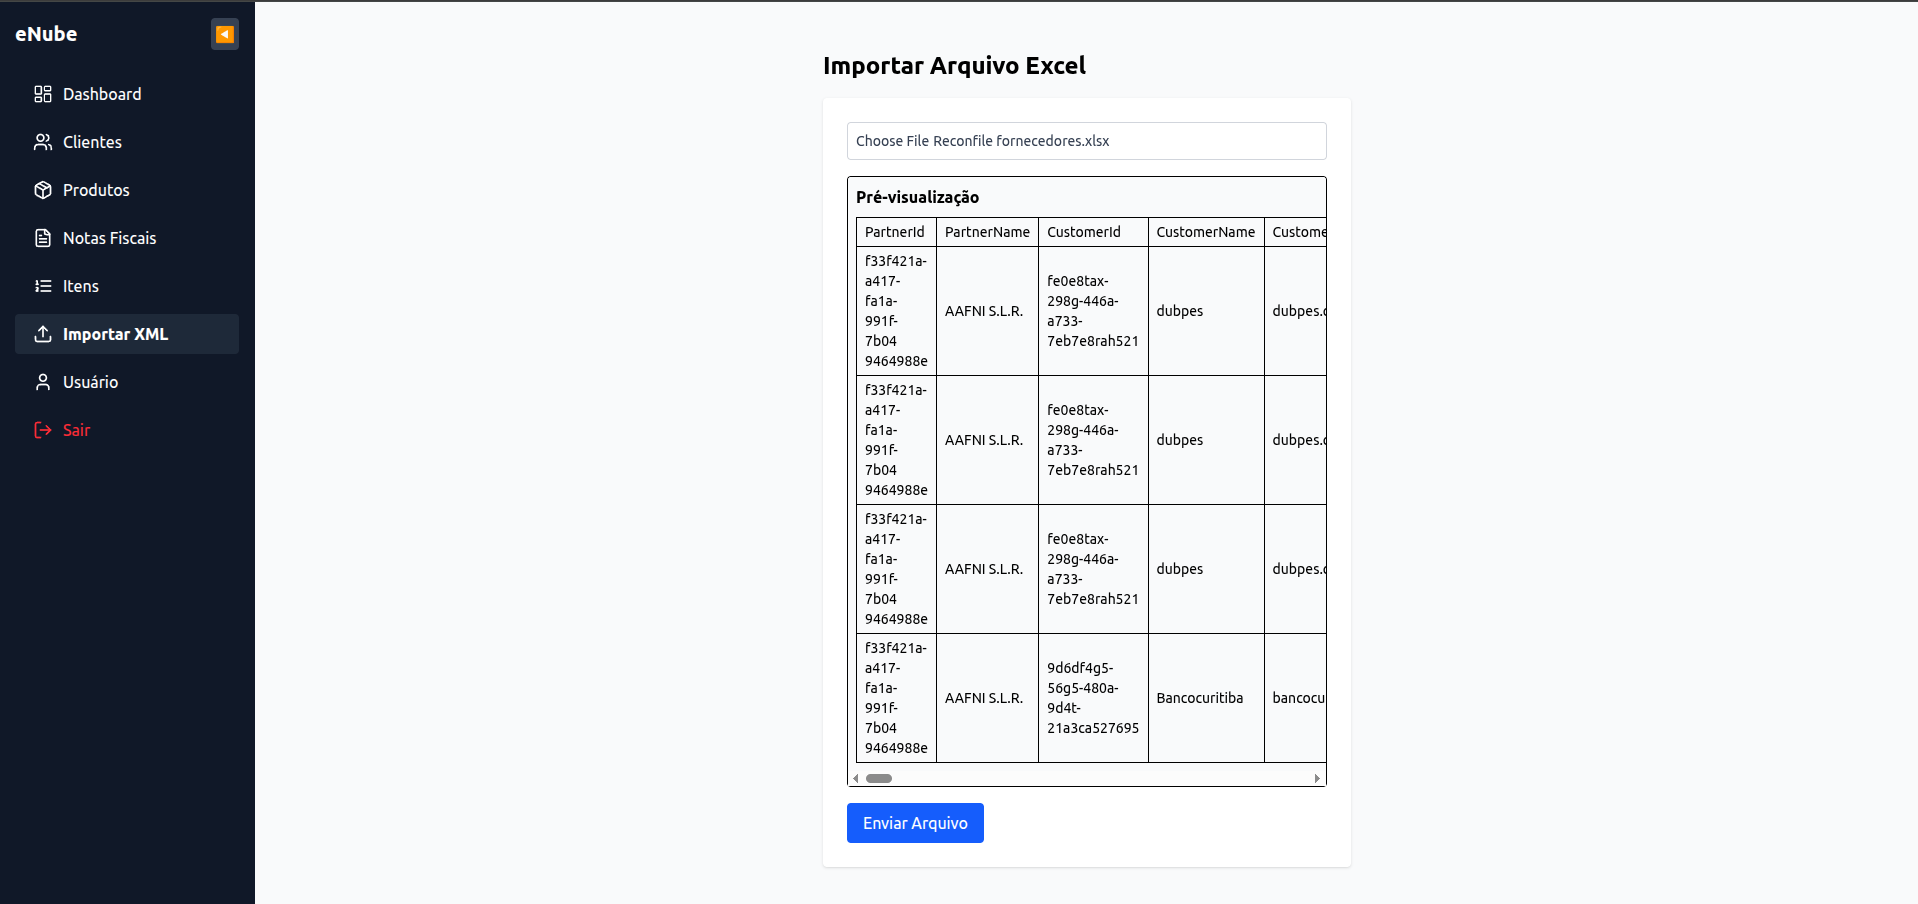 eNube
Dashboard
Clientes
Produtos
Notas Fiscais
Itens
Importar XML
Usuário
Sair
Importar Arquivo Excel
Choose File Reconfile fornecedores.xlsx
Pré-visualização
PartnerId PartnerName CustomerId CustomerName Custome
f33f421a-
a417-
fa1a-
991f-
7b04
9464988e
AAFNI S.L.R.
fe0e8tax-
298g-446a-
a733-
7eb7e8rah521
dubpes
dubpes.c
f33f421a-
a417-
fa1a-
991f-
7b04
9464988e
AAFNI S.L.R.
fe0e8tax-
298g-446a-
a733-
7eb7e8rah521
dubpes
dubpes.c
f33f421a-
a417-
fa1a-
991f-
7b04
9464988e
AAFNI S.L.R.
fe0e8tax-
298g-446a-
a733-
7eb7e8rah521
dubpes
dubpes.c
f33f421a-
a417-
fa1a-
991f-
7b04
9464988e
AAFNI S.L.R.
9d6df4g5-
56g5-480a-
9d4t-
21a3ca527695
Bancocuritiba
bancocu
Enviar Arquivo